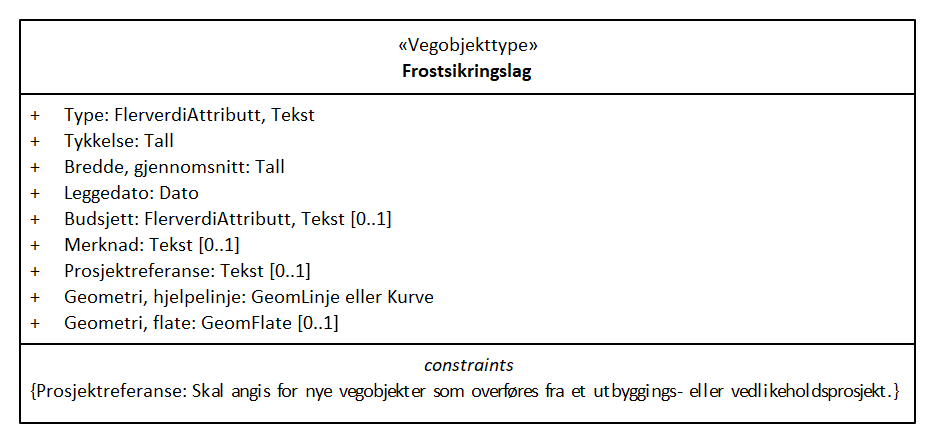 «Vegobjekttype»
Frostsikringslag
+ Type: FlerverdiAttributt, Tekst
+ Tykkelse: Tall
+ Bredde, gjennomsnitt: Tall
+ Leggedato: Dato
+ Budsjett: FlerverdiAttributt, Tekst [0..1]
+ Merknad: Tekst [0..1]
+ Prosjektreferanse: Tekst [0..1]
+ Geometri, hjelpelinje: GeomLinje eller Kurve
+ Geometri, flate: GeomFlate [0..1]
constraints
{Prosjektreferanse: Skal angis for nye vegobjekter som overføres fra et utbyggings- eller vedlikeholdsprosjekt.}